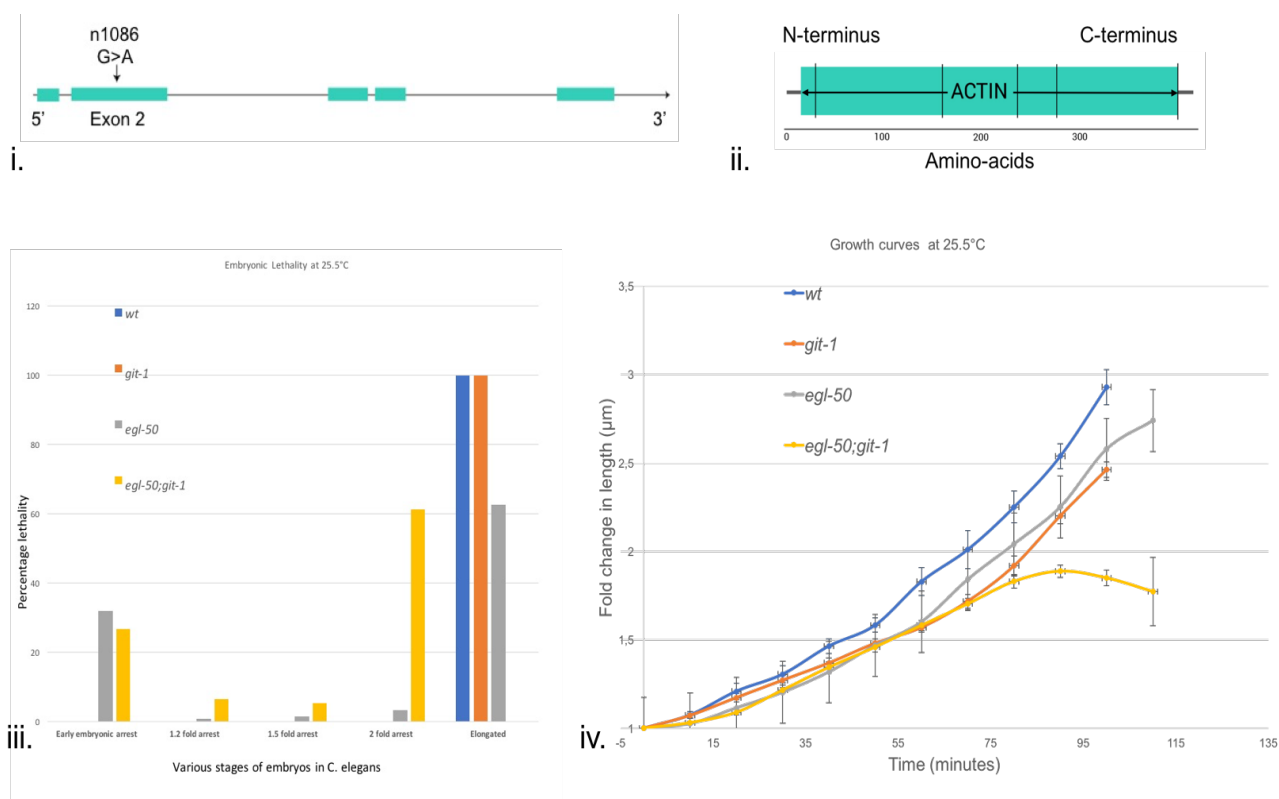 n1086
G>A
5'
Exon 2
3'
i.
N-terminus
C-terminus
ACTIN
0
100
200
300
Amino-acids
ii.
Embryonic Lethality at 25.5°C
120
100
80
60
40
20
0
Percentage lethality
wt
git-1
egl-50
egl-50;git-1
Early embryonic arrest
1.2 fold arrest
1.5 fold arrest
2 fold arrest
Elongated
Various stages of embryos in C. elegans
iii.
Growth curves at 25.5°C
3,5
3
2,5
2
1,5
1
Fold change in length (µm)
wt
git-1
egl-50
egl-50;git-1
-5
15
35
55
75
95
115
135
Time (minutes)
iv.